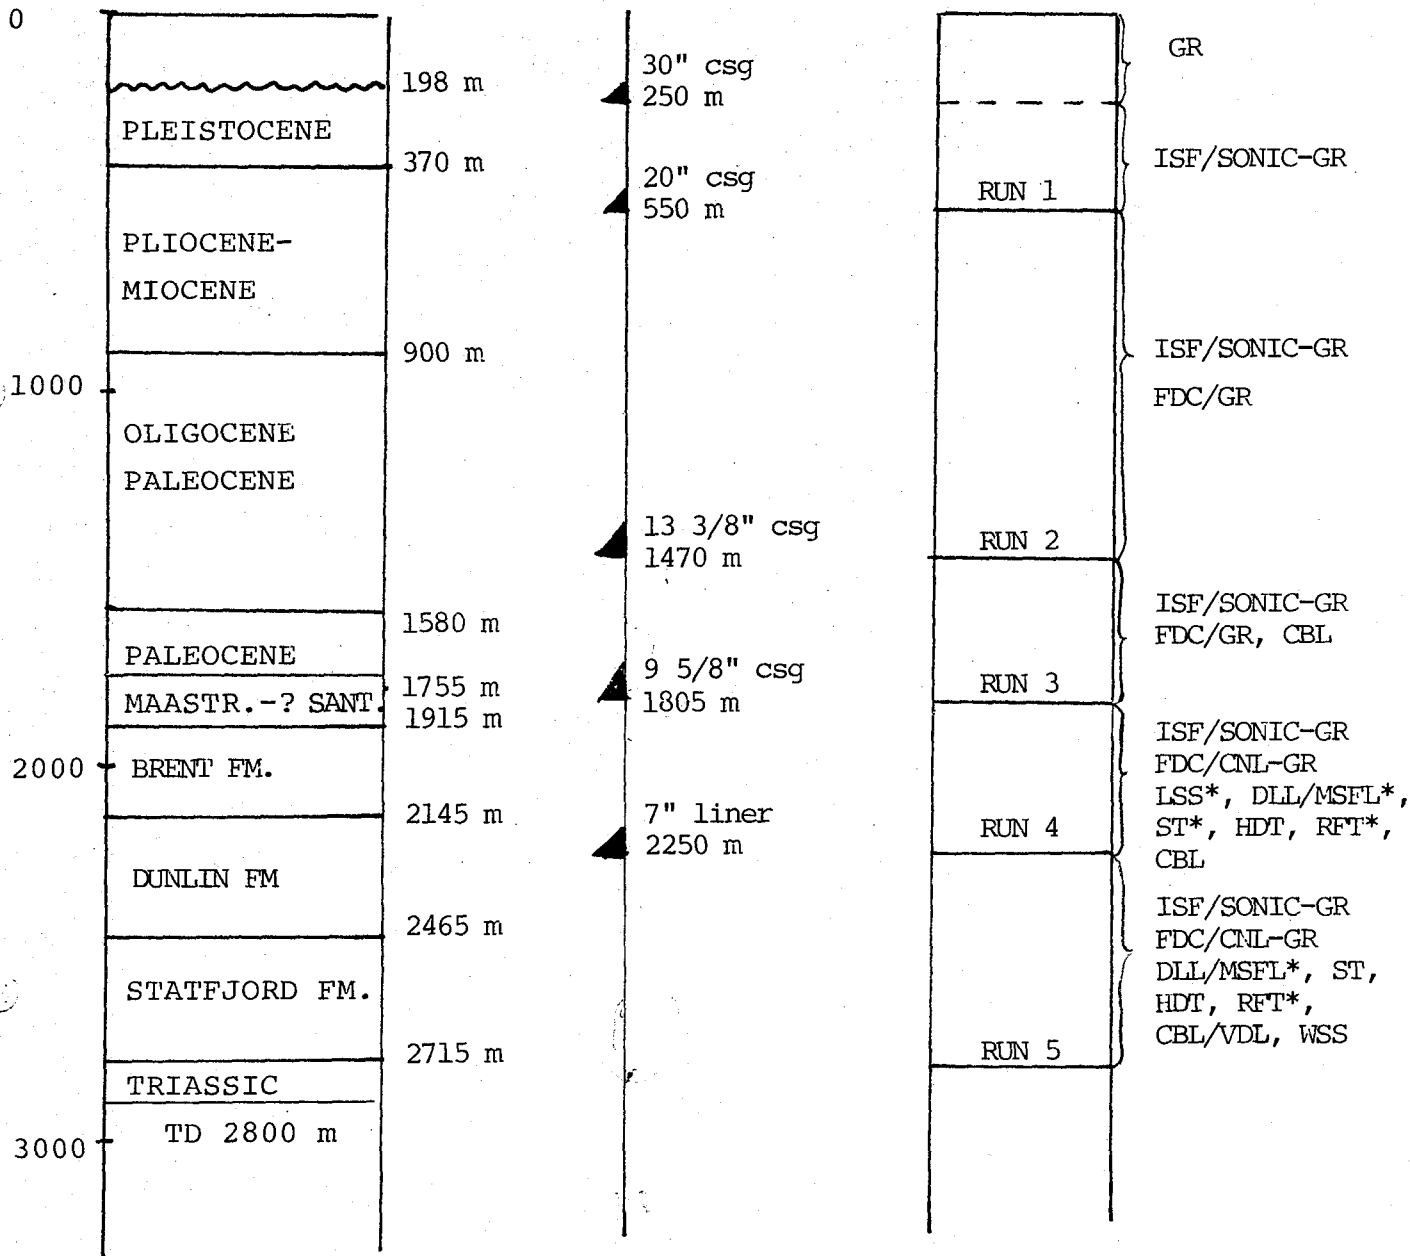 0
198 m
PLEISTOCENE
370 m
PLIOCENE-
MIOCENE
900 m
1000
OLIGOCENE
PALEOCENE
1580 m
PALEOCENE
1755 m
MAASTR.-? SANT.
1915 m
2000
BRENT FM.
2145 m
DUNLIN FM
2465 m
STATFJORD FM.
2715 m
TRIASSIC
TD 2800 m
3000
30" csg
250 m
20" csg
550 m
13 3/8" csg
1470 m
9 5/8" csg
1805 m
7" liner
2250 m
RUN 1
RUN 2
RUN 3
RUN 4
RUN 5
GR
ISF/SONIC-GR
ISF/SONIC-GR
FDC/GR
ISF/SONIC-GR
FDC/GR, CBL
ISF/SONIC-GR
FDC/CNL-GR
LSS*, DLL/MSFL*,
ST*, HDT, RFT*,
CBL
ISF/SONIC-GR
FDC/CNL-GR
DLL/MSFL*, ST,
HDT, RFT*,
CBL/VDL, WSS